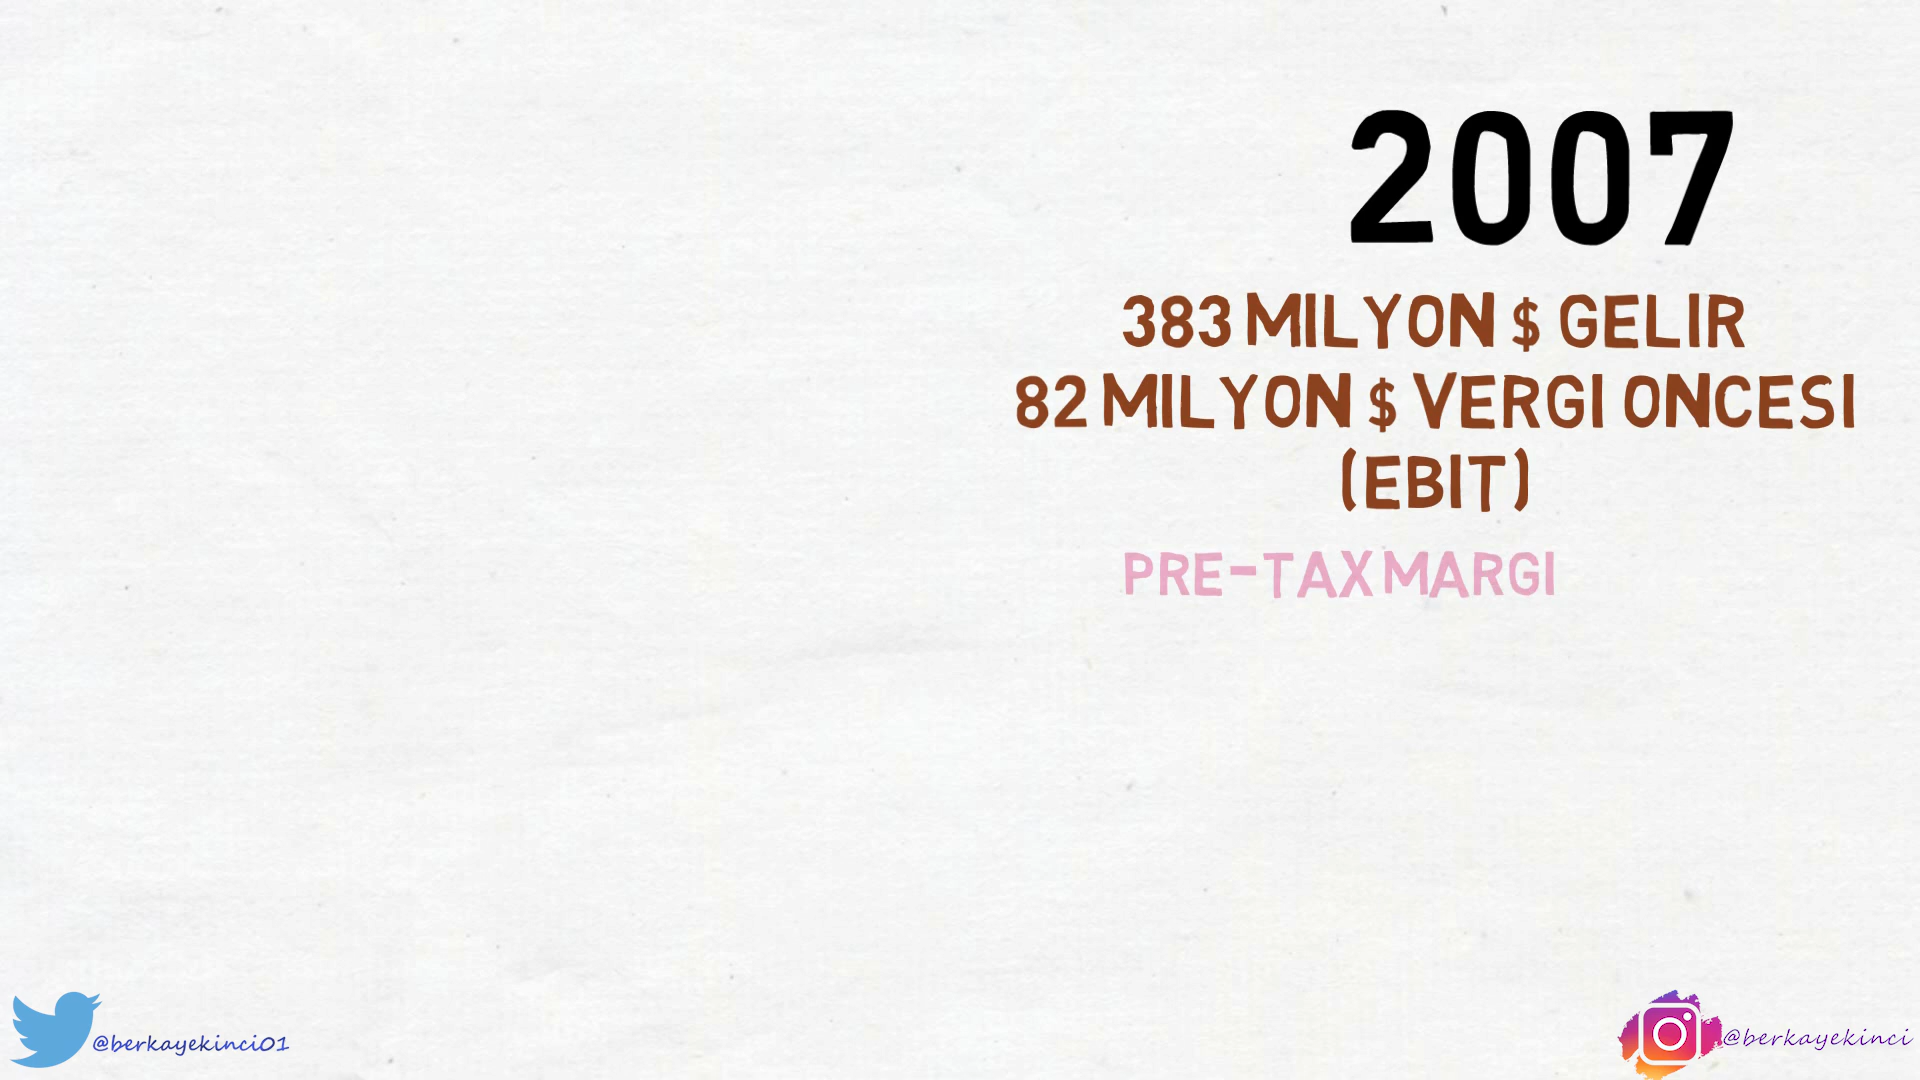 2007
383 MILYON $ GELIR
82 MILYON $ VERGI ONCESI
(EBIT)
PRE-TAX MARGI
@berkayekinci01
@berkayekinci